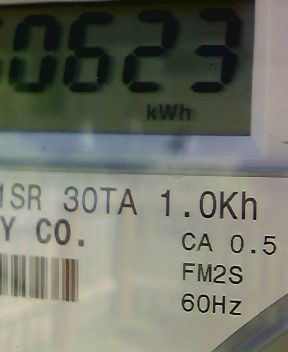 0623
kWh
1SR 30TA 1.0Kh
Y CO.
CA 0.5
FM2S
60Hz